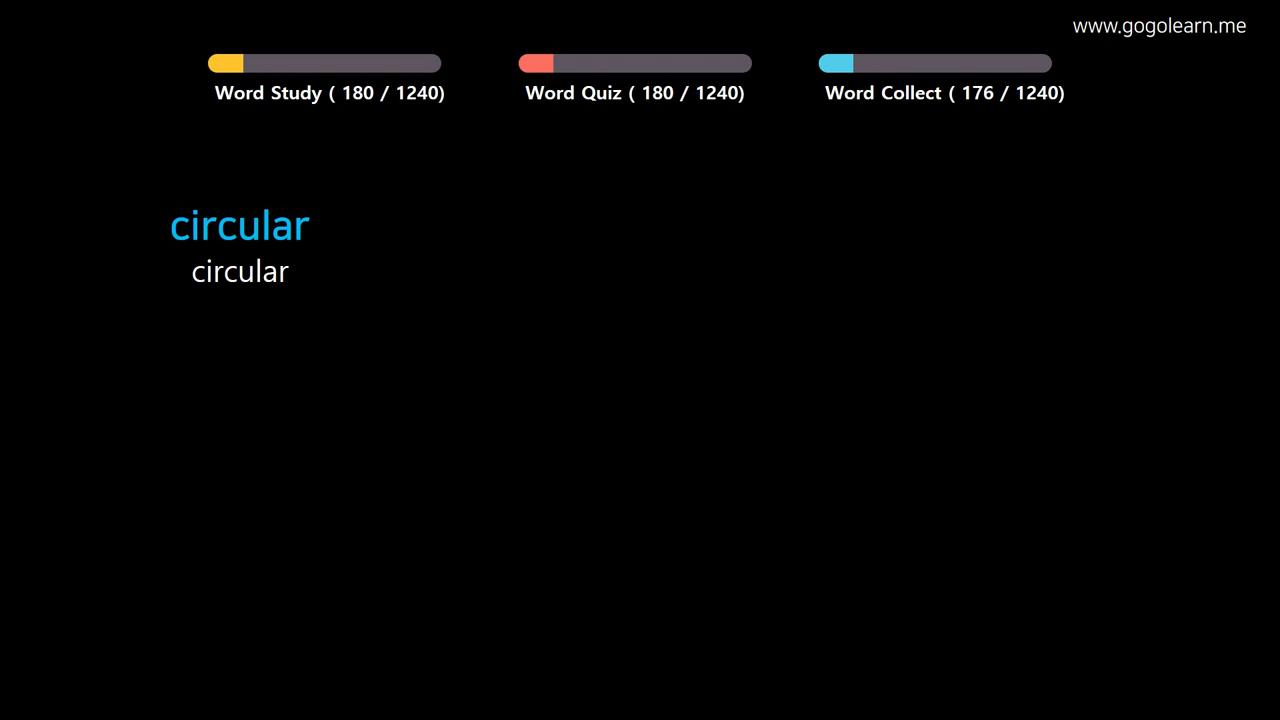 www.gogolearn.me
Word Study ( 180 / 1240)
Word Quiz ( 180 / 1240)
Word Collect ( 176 / 1240)
circular
circular